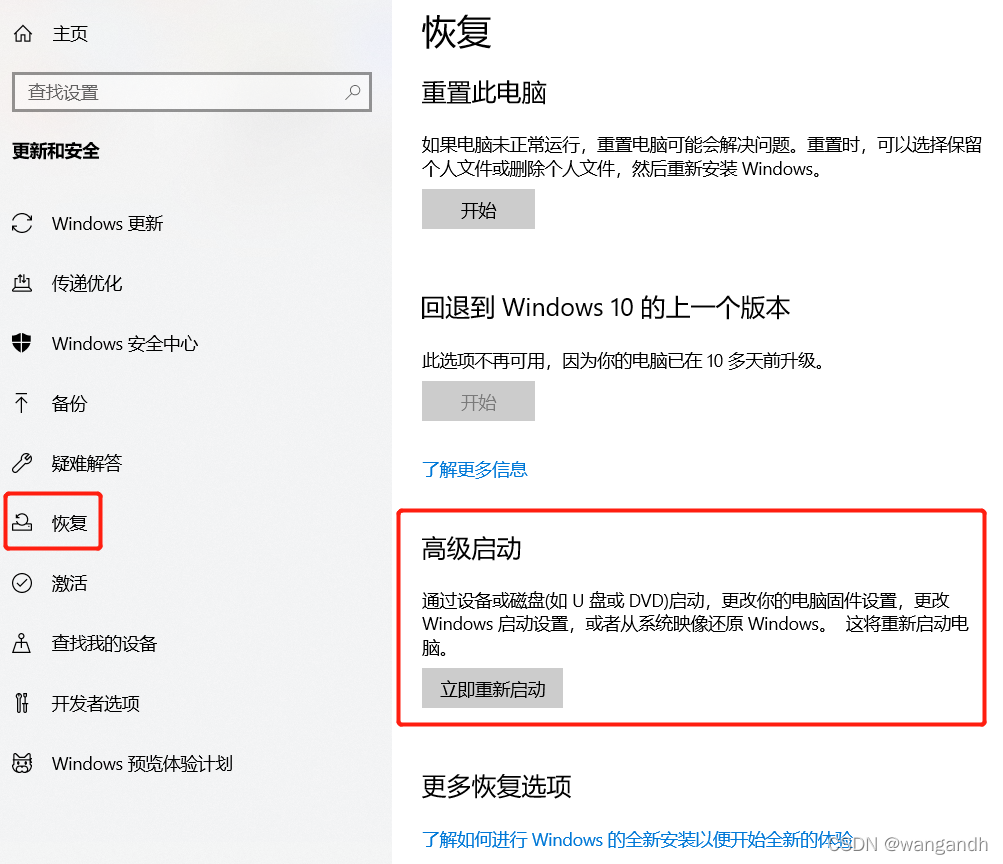 主页
查找设置
更新和安全
Windows 更新
传递优化
Windows 安全中心
备份
疑难解答
恢复
激活
查找我的设备
开发者选项
Windows 预览体验计划
恢复
重置此电脑
如果电脑未正常运行，重置电脑可能会解决问题。重置时，可以选择保留
个人文件或删除个人文件，然后重新安装 Windows。
开始
回退到 Windows 10 的上一个版本
此选项不再可用，因为你的电脑已在 10 多天前升级。
开始
了解更多信息
高级启动
通过设备或磁盘(如 U 盘或 DVD)启动，更改你的电脑固件设置，更改
Windows 启动设置，或者从系统映像还原 Windows。 这将重新启动电
脑。
立即重新启动
更多恢复选项
了解如何进行 Windows 的全新安装以便开始全新的体验
CSDN @wangandh